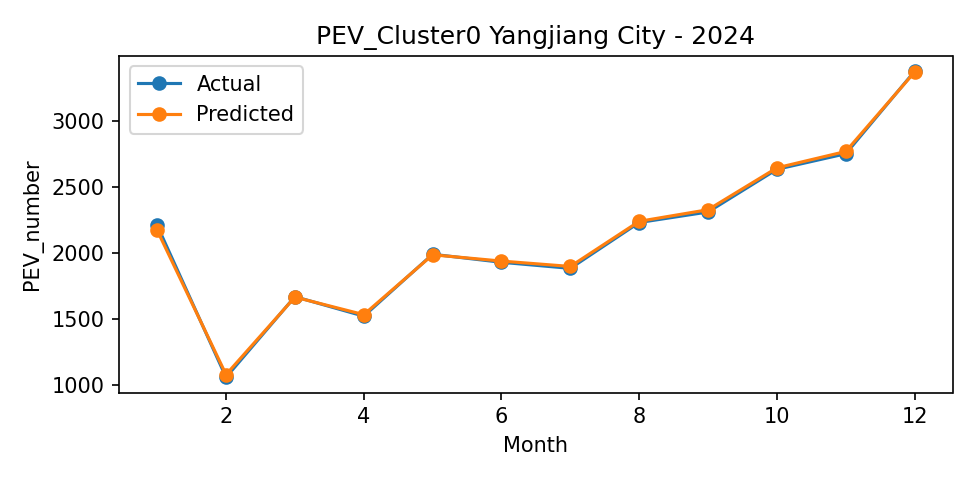 PEV_Cluster0 Yangjiang City - 2024
Actual
Predicted
3000
2500
2000
1500
1000
PEV_number
2 4 6 8 10 12
Month